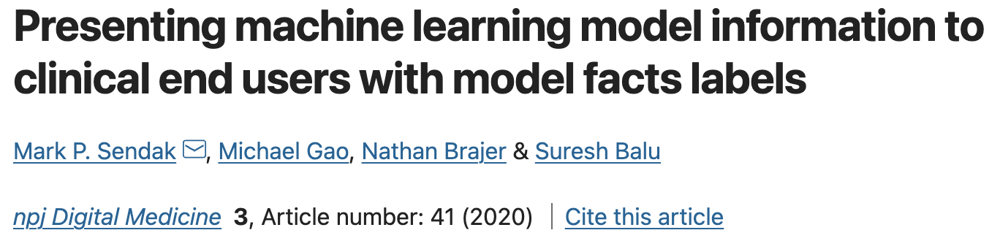 Presenting machine learning model information to
clinical end users with model facts labels
Mark P. Sendak, Michael Gao, Nathan Brajer & Suresh Balu
npj Digital Medicine 3, Article number: 41 (2020) | Cite this article